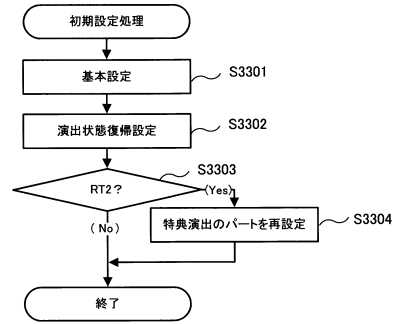 初期設定処理
基本設定
S3301
演出状態復帰設定
S3302
S3303
RT2？
(Yes)
(No)
特典演出のパートを再設定
S3304
終了